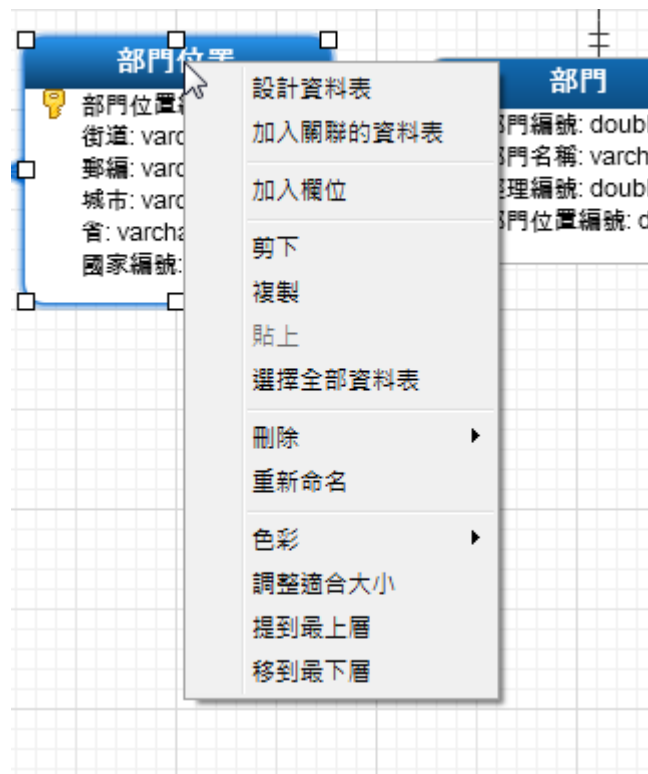 部門位置
部門位置
街道: varc
郵編: varc
城市: varc
省: varcha
國家編號:
部門
部門編號: doubl
部門名稱: varch
經理編號: doubl
部門位置編號: d
設計資料表
加入關聯的資料表
加入欄位
剪下
複製
貼上
選擇全部資料表
刪除
重新命名
色彩
調整適合大小
提到最上層
移到最下層